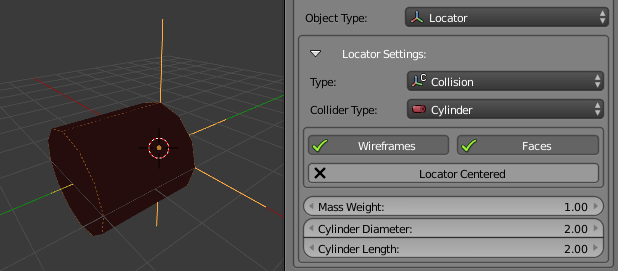 Object Type: Locator
Locator Settings:
Type: Collision
Collider Type: Cylinder
Wireframes Faces
Locator Centered
Mass Weight: 1.00
Cylinder Diameter: 2.00
Cylinder Length: 2.00